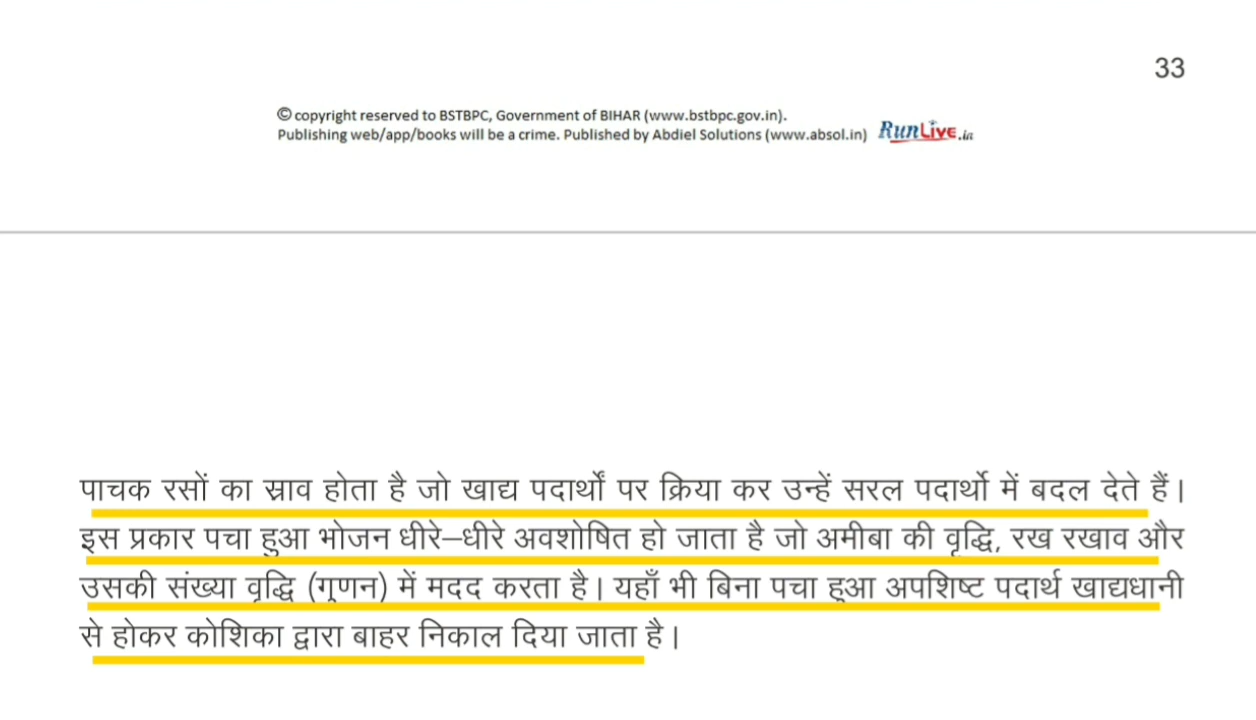 33
© copyright reserved to BSTBPC, Government of BIHAR (www.bstbpc.gov.in).
Publishing web/app/books will be a crime. Published by Abdiel Solutions (www.absol.in) RunLive.in
पाचक रसों का स्राव होता है जो खाद्य पदार्थों पर क्रिया कर उन्हें सरल पदार्थो में बदल देते हैं।
इस प्रकार पचा हुआ भोजन धीरे–धीरे अवशोषित हो जाता है जो अमीबा की वृद्धि, रख रखाव और
उसकी संख्या वृद्धि (गुणन) में मदद करता है। यहाँ भी बिना पचा हुआ अपशिष्ट पदार्थ खाद्यधानी
से होकर कोशिका द्वारा बाहर निकाल दिया जाता है।